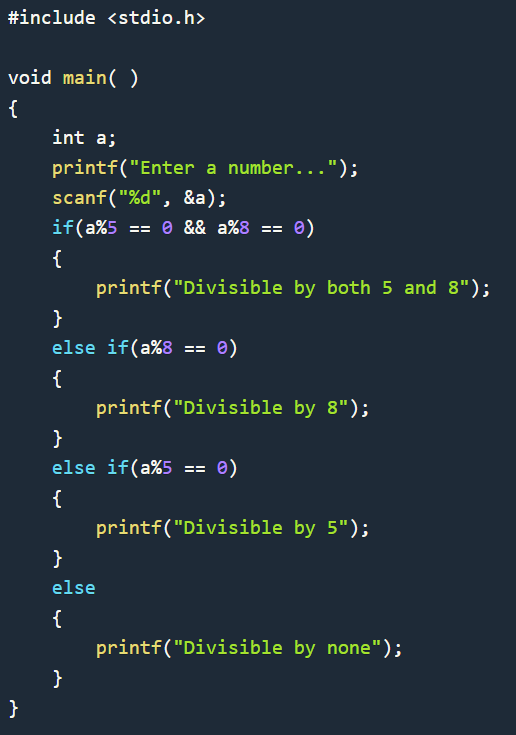 #include <stdio.h>

void main( )
{
    int a;
    printf("Enter a number...");
    scanf("%d", &a);
    if(a%5 == 0 && a%8 == 0)
    {
        printf("Divisible by both 5 and 8");
    }
    else if(a%8 == 0)
    {
        printf("Divisible by 8");
    }
    else if(a%5 == 0)
    {
        printf("Divisible by 5");
    }
    else
    {
        printf("Divisible by none");
    }
}